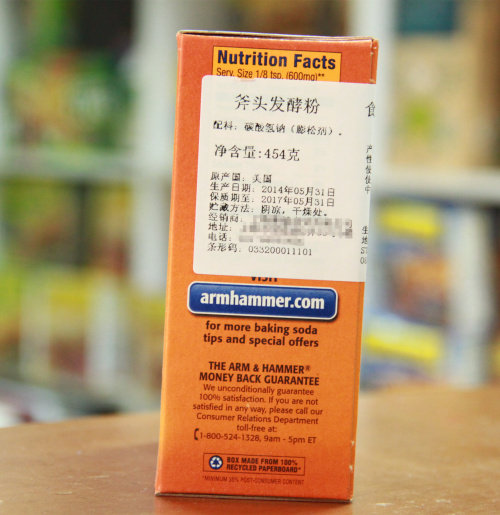 Nutrition Facts
Serv. Size 1/8 tsp. (600mg)**
斧头发酵粉
配料: 碳酸氢钠(膨松剂)。
净含量:454克
原产国: 美国
生产日期: 2014年05月31日
保质期至: 2017年05月31日
贮藏方法: 阴凉, 干燥处。
经销商:
地址:
电话:
条形码: 033200011101
VISIT
armhammer.com
for more baking soda
tips and special offers
THE ARM & HAMMER®
MONEY BACK GUARANTEE
We unconditionally guarantee
100% satisfaction. If you are not
satisfied in any way, please call our
Consumer Relations Department
toll-free at:
1-800-524-1328, 9am - 5pm ET
BOX MADE FROM 100%
RECYCLED PAPERBOARD*
*MINIMUM 35% POST-CONSUMER CONTENT